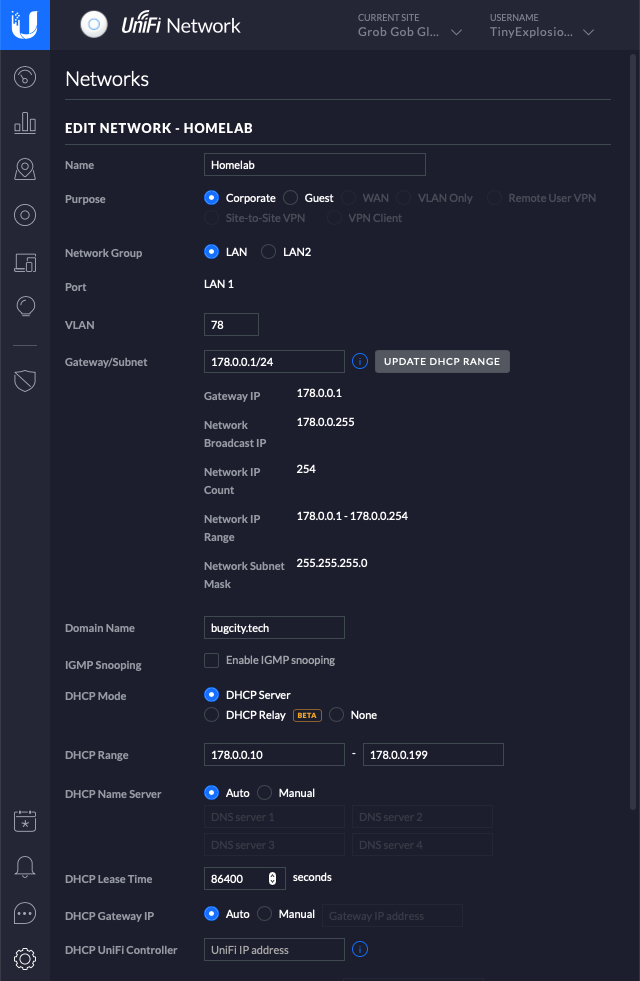 UniFi Network
CURRENT SITE
Grob Gob Gl...
USERNAME
TinyExplosio...
Networks
EDIT NETWORK - HOMELAB
Name Homelab
Purpose Corporate Guest WAN VLAN Only Remote User VPN
Site-to-Site VPN VPN Client
Network Group LAN LAN2
Port LAN 1
VLAN 78
Gateway/Subnet 178.0.0.1/24 i UPDATE DHCP RANGE
Gateway IP 178.0.0.1
Network 178.0.0.255
Broadcast IP
Network IP 254
Count
Network IP 178.0.0.1 - 178.0.0.254
Range
Network Subnet 255.255.255.0
Mask
Domain Name bugcity.tech
IGMP Snooping Enable IGMP snooping
DHCP Mode DHCP Server
DHCP Relay BETA None
DHCP Range 178.0.0.10 - 178.0.0.199
DHCP Name Server Auto Manual
DNS server 1 DNS server 2
DNS server 3 DNS server 4
DHCP Lease Time 86400 seconds
DHCP Gateway IP Auto Manual Gateway IP address
DHCP UniFi Controller UniFi IP address i